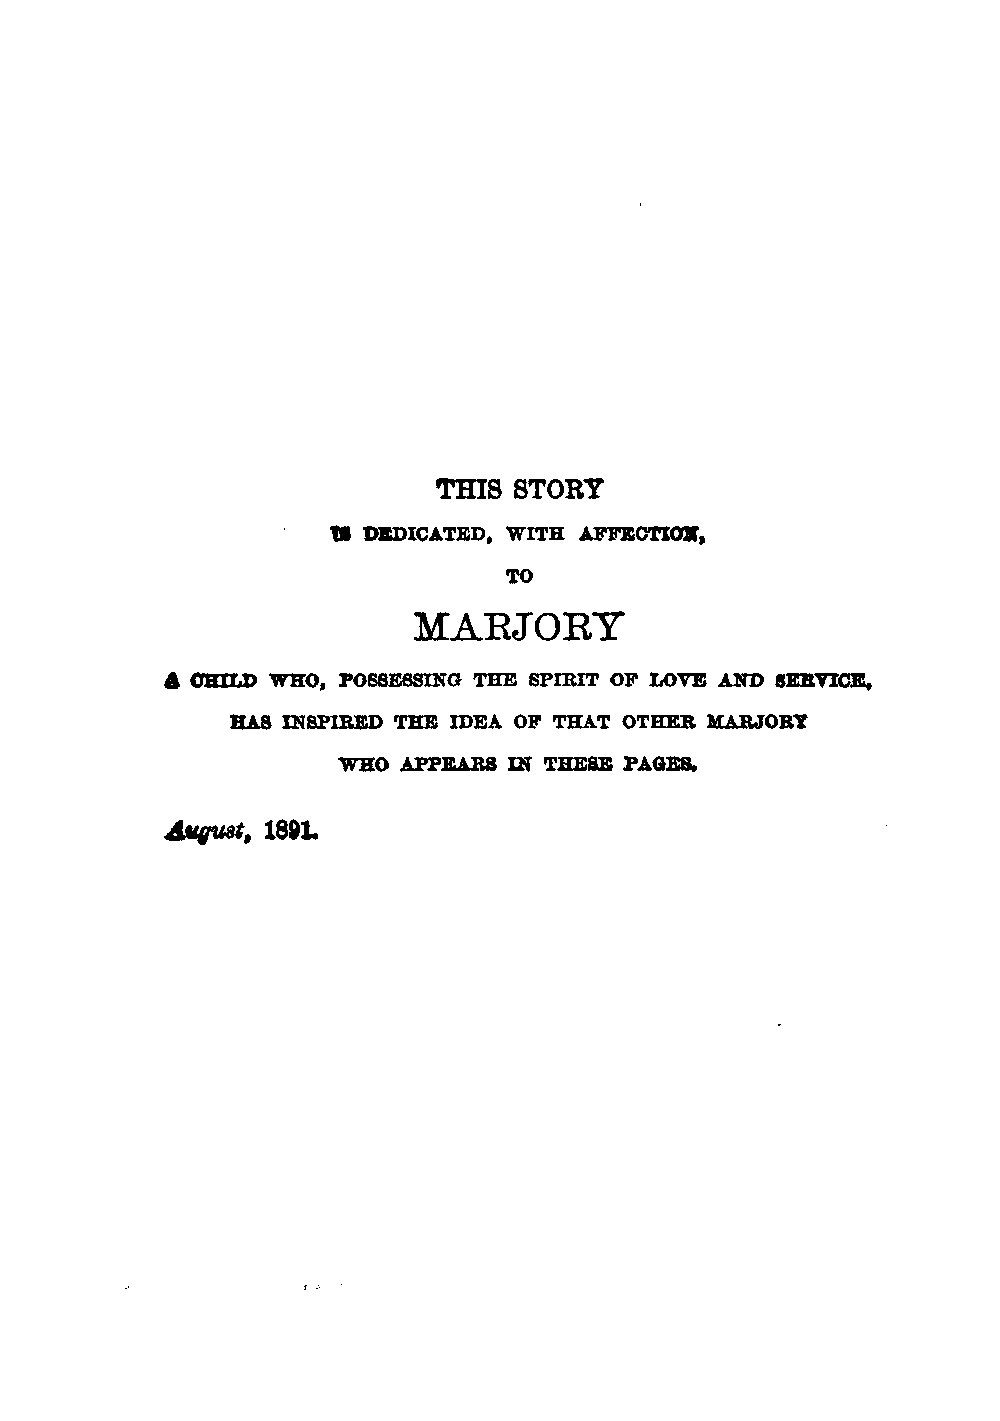 THIS STORY
IS DEDICATED, WITH AFFECTION,
TO
MARJORY
A CHILD WHO, POSSESSING THE SPIRIT OF LOVE AND SERVICE,
HAS INSPIRED THE IDEA OF THAT OTHER MARJORY
WHO APPEARS IN THESE PAGES.
August, 1891.